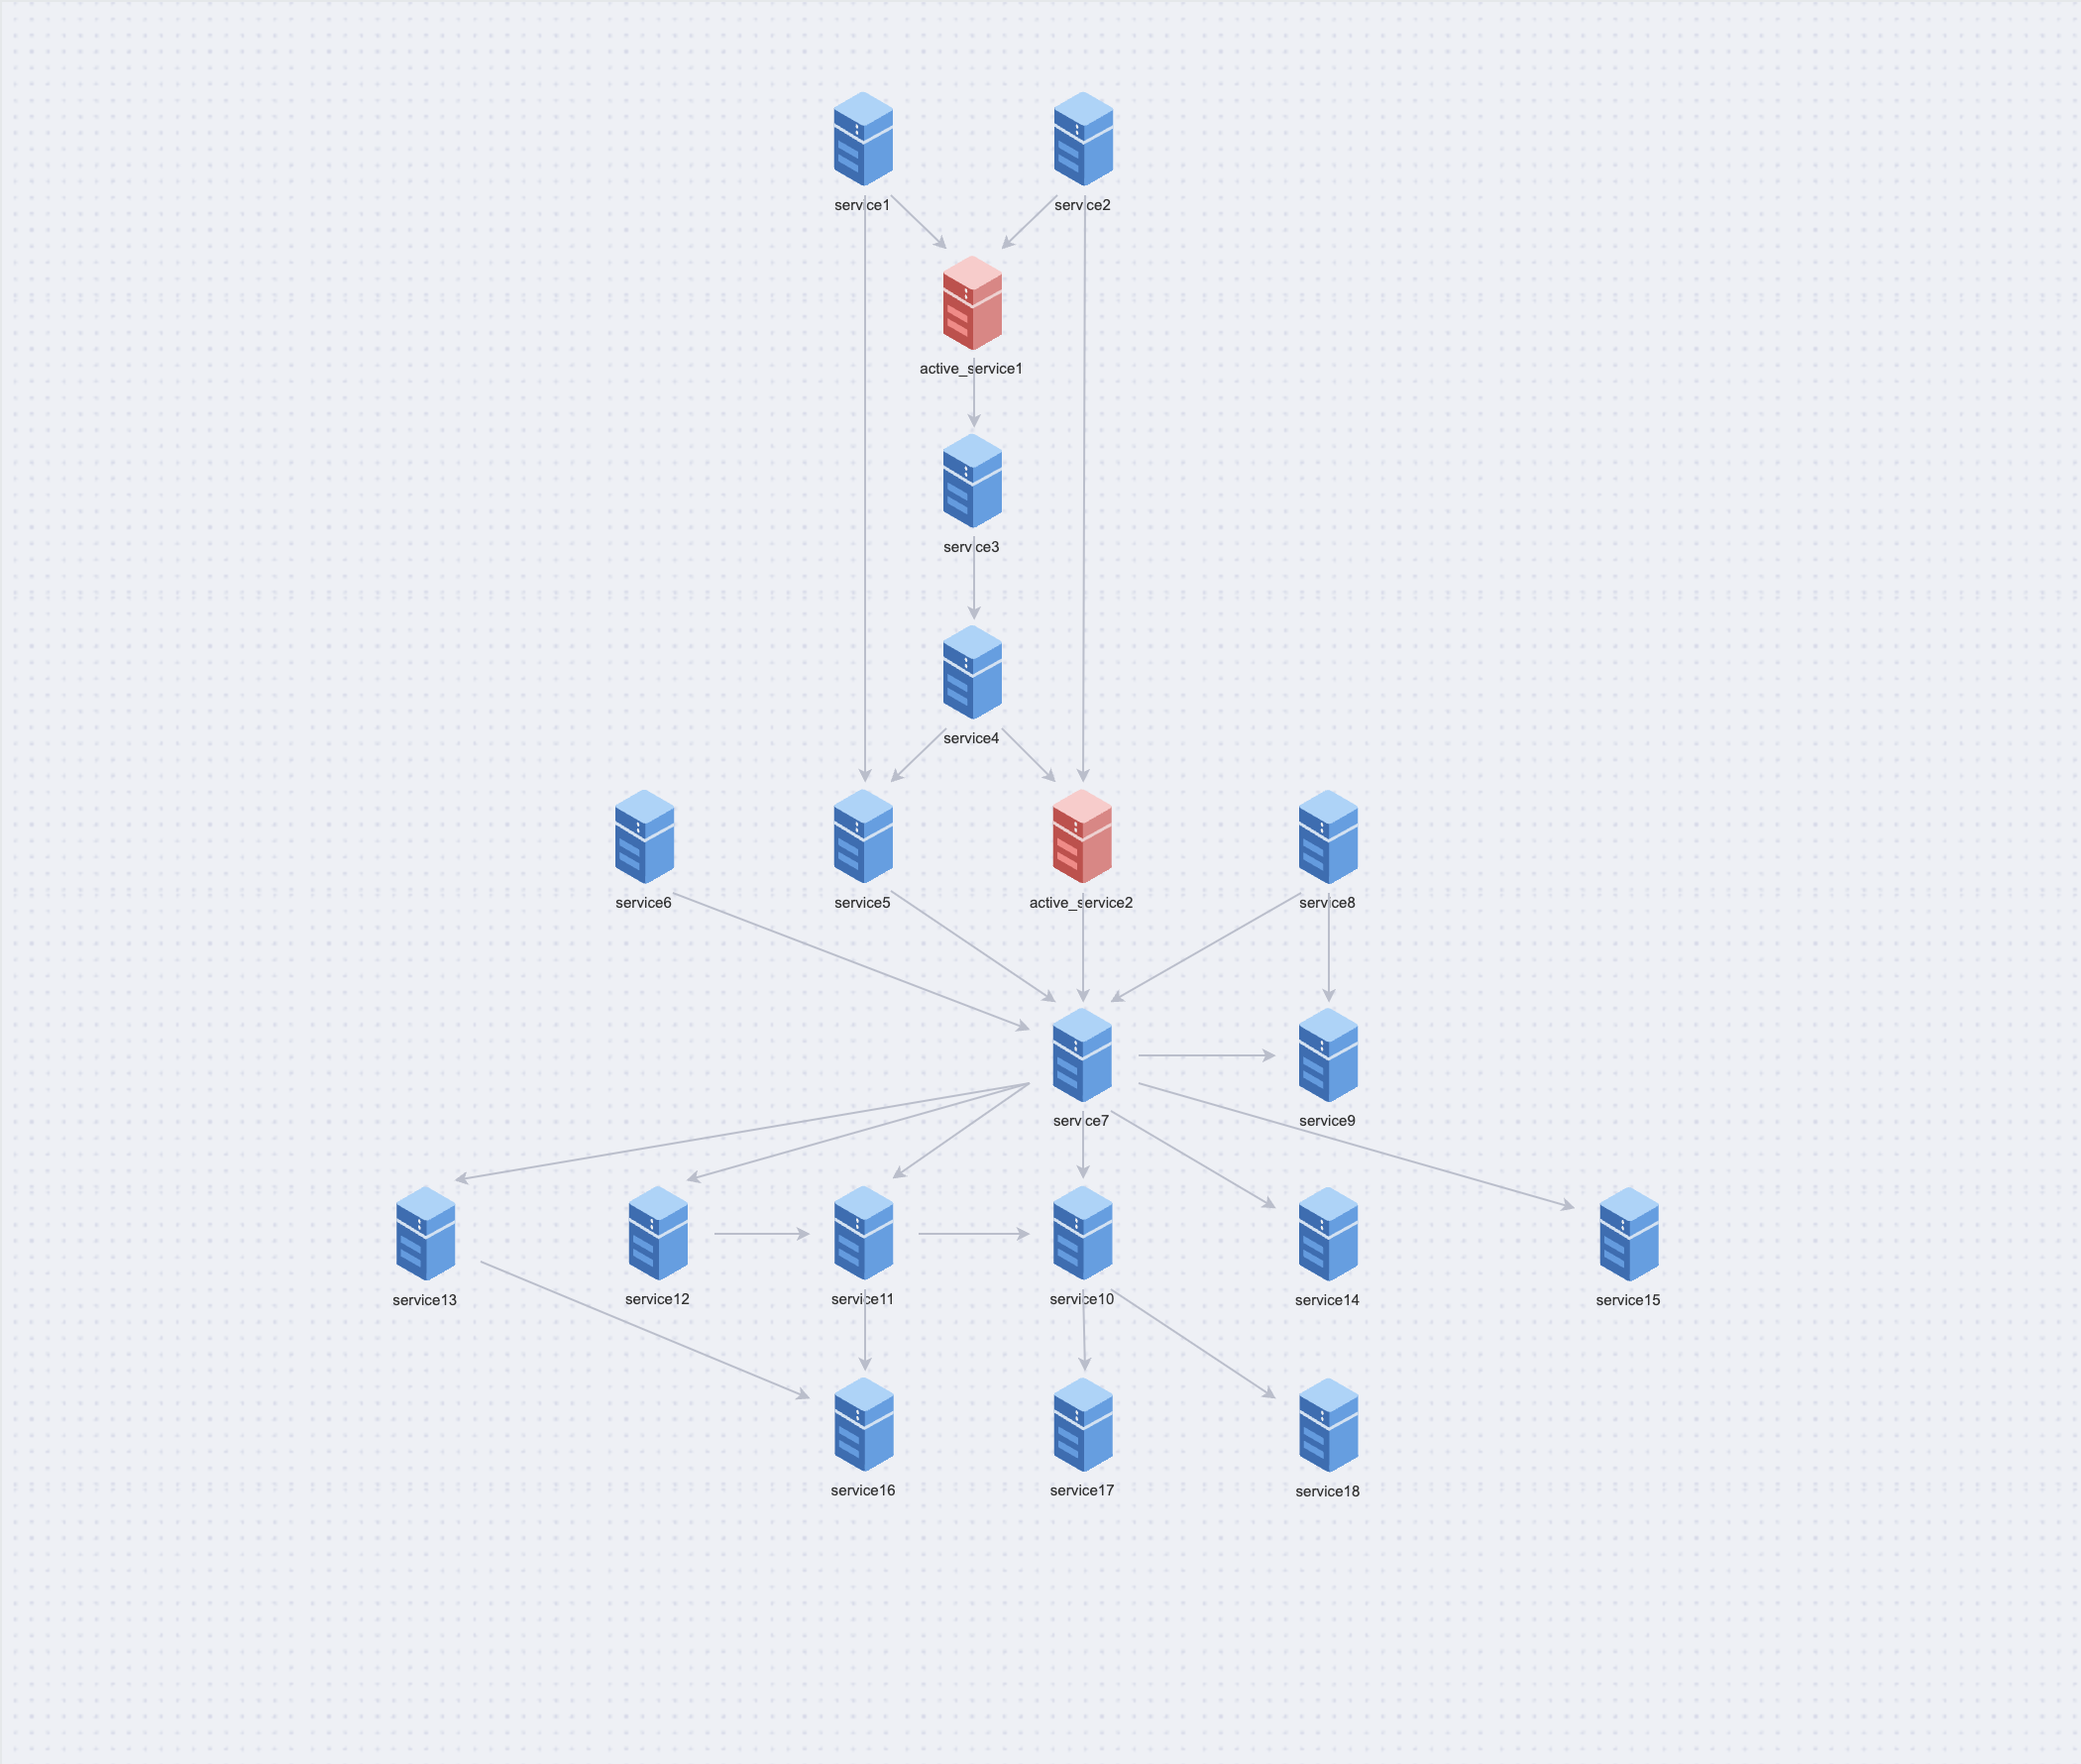 service1
service2
active_service1
service3
service4
service6
service5
active_service2
service8
service7
service9
service13
service12
service11
service10
service14
service15
service16
service17
service18